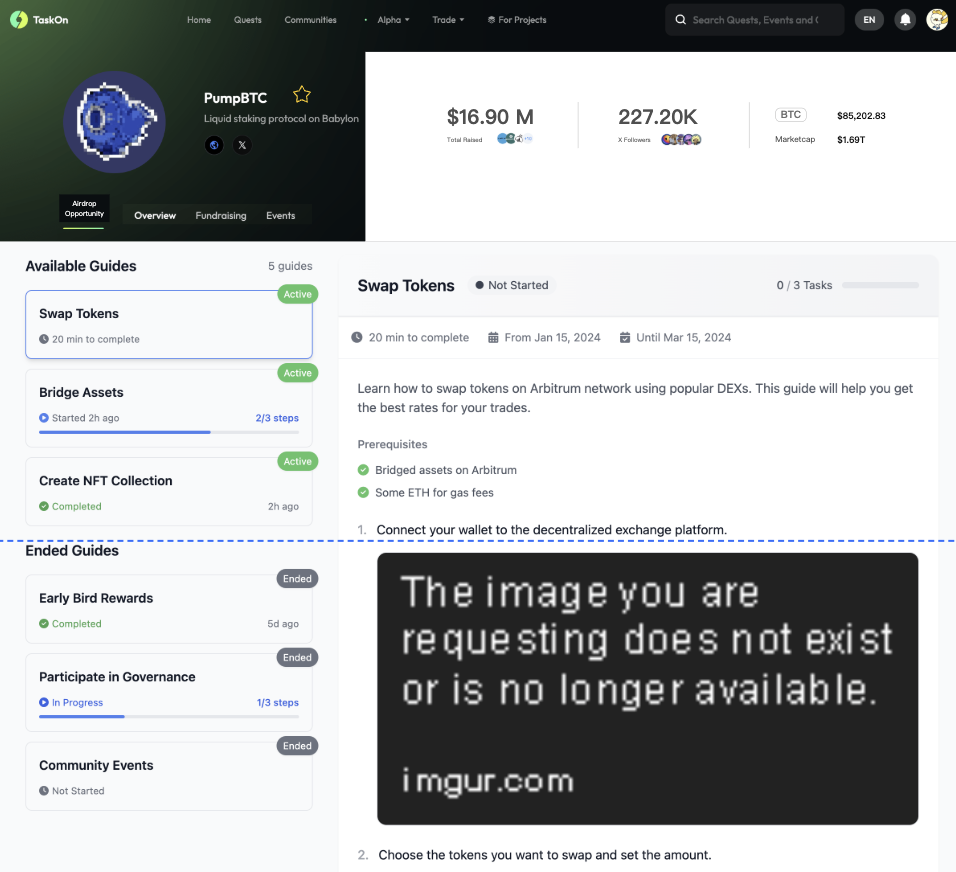 TaskOn
Home
Quests
Communities
Alpha
Trade
For Projects
Search Quests, Events and
EN
PumpBTC
Liquid staking protocol on Babylon
X
Airdrop
Opportunity
Overview
Fundraising
Events
$16.90 M
Total Raised
227.20K
X Followers
BTC
$85,202.83
Marketcap
$1.69T
Available Guides
5 guides
Active
Swap Tokens
20 min to complete
Active
Bridge Assets
Started 2h ago
2/3 steps
Active
Create NFT Collection
Completed
2h ago
Ended Guides
Ended
Early Bird Rewards
Completed
5d ago
Ended
Participate in Governance
In Progress
1/3 steps
Ended
Community Events
Not Started
Swap Tokens
Not Started
0 / 3 Tasks
20 min to complete
From Jan 15, 2024
Until Mar 15, 2024
Learn how to swap tokens on Arbitrum network using popular DEXs. This guide will help you get
the best rates for your trades.
Prerequisites
Bridged assets on Arbitrum
Some ETH for gas fees
1. Connect your wallet to the decentralized exchange platform.
The image you are
requesting does not exist
or is no longer available.
imgur.com
2. Choose the tokens you want to swap and set the amount.